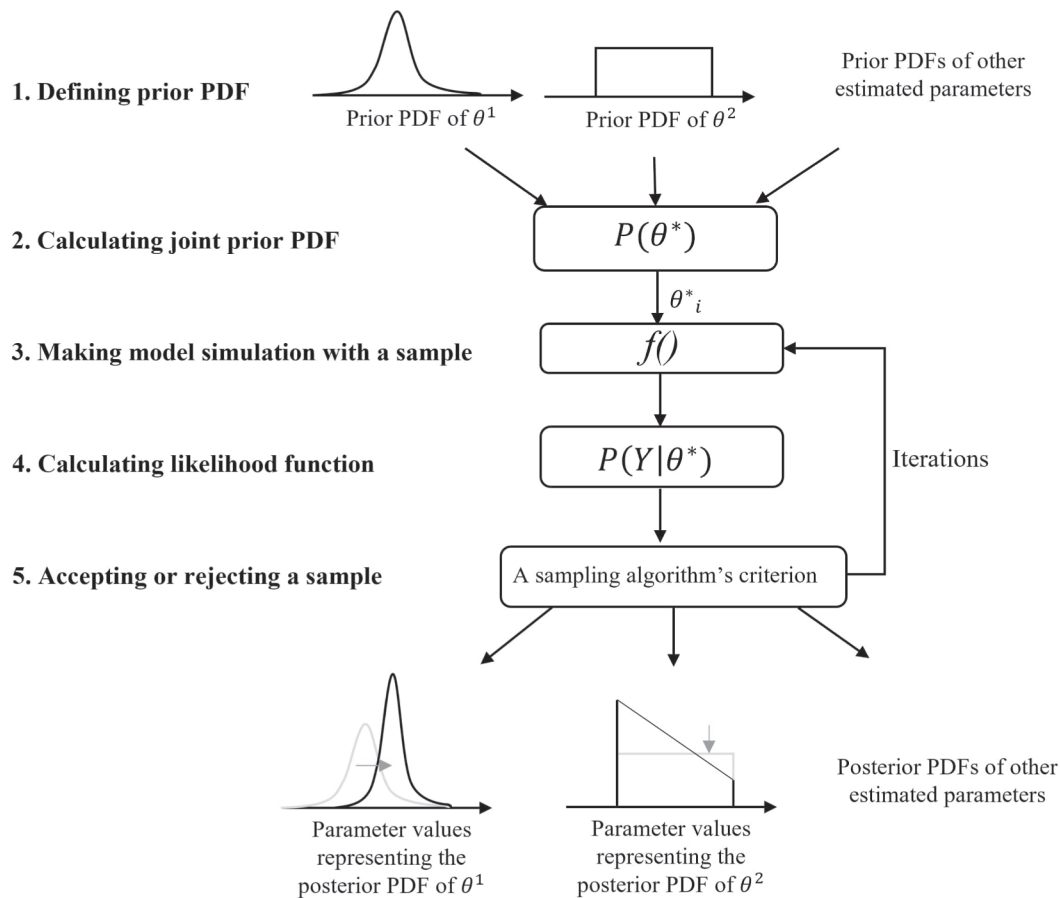 1. Defining prior PDF
Prior PDF of θ¹
Prior PDF of θ²
Prior PDFs of other
estimated parameters
2. Calculating joint prior PDF
P(θ*)
θ*ᵢ
3. Making model simulation with a sample
f()
4. Calculating likelihood function
P(Y|θ*)
Iterations
5. Accepting or rejecting a sample
A sampling algorithm’s criterion
Parameter values
representing the
posterior PDF of θ¹
Parameter values
representing the
posterior PDF of θ²
Posterior PDFs of other
estimated parameters